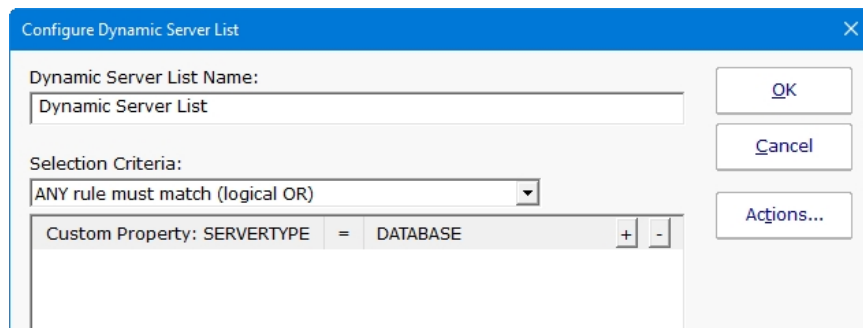 Configure Dynamic Server List
Dynamic Server List Name:
Dynamic Server List
OK
Cancel
Selection Criteria:
ANY rule must match (logical OR)
Actions...
Custom Property: SERVERTYPE = DATABASE + -